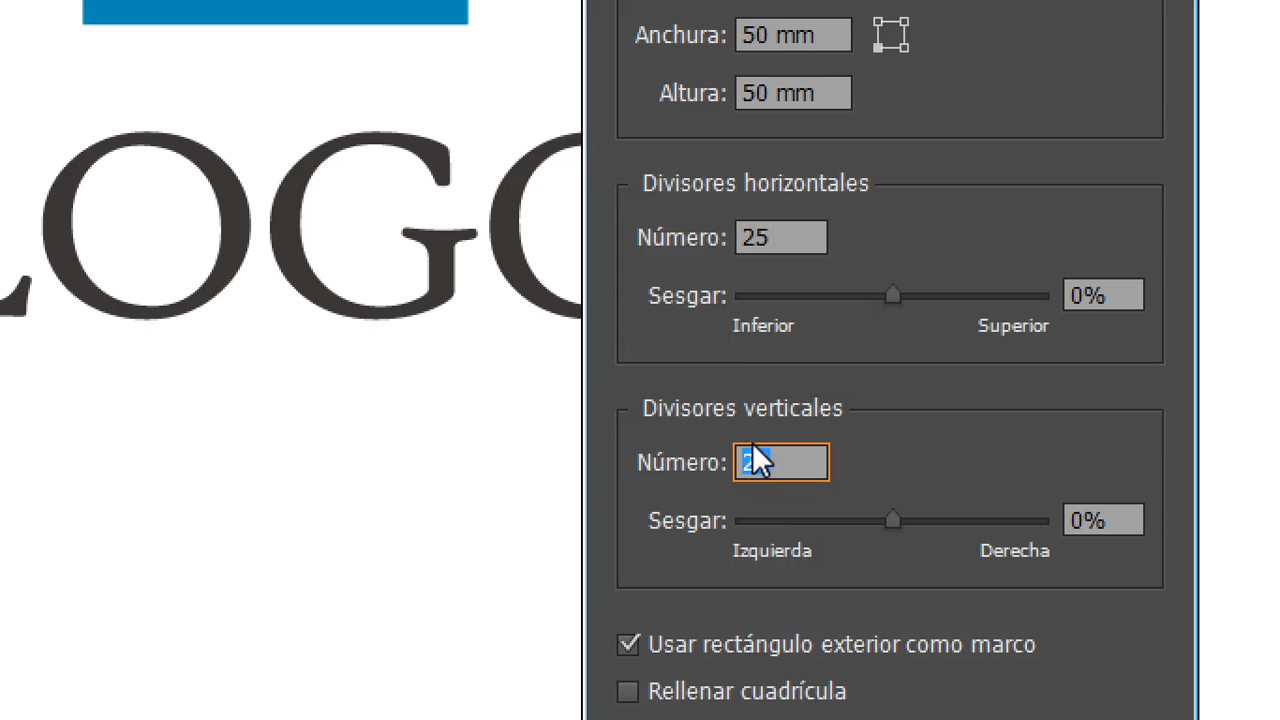 Anchura: 50 mm
Altura: 50 mm
LOGO
Divisores horizontales
Número: 25
Sesgar: 0%
Inferior Superior
Divisores verticales
Número:
Sesgar: 0%
Izquierda Derecha
Usar rectángulo exterior como marco
Rellenar cuadrícula